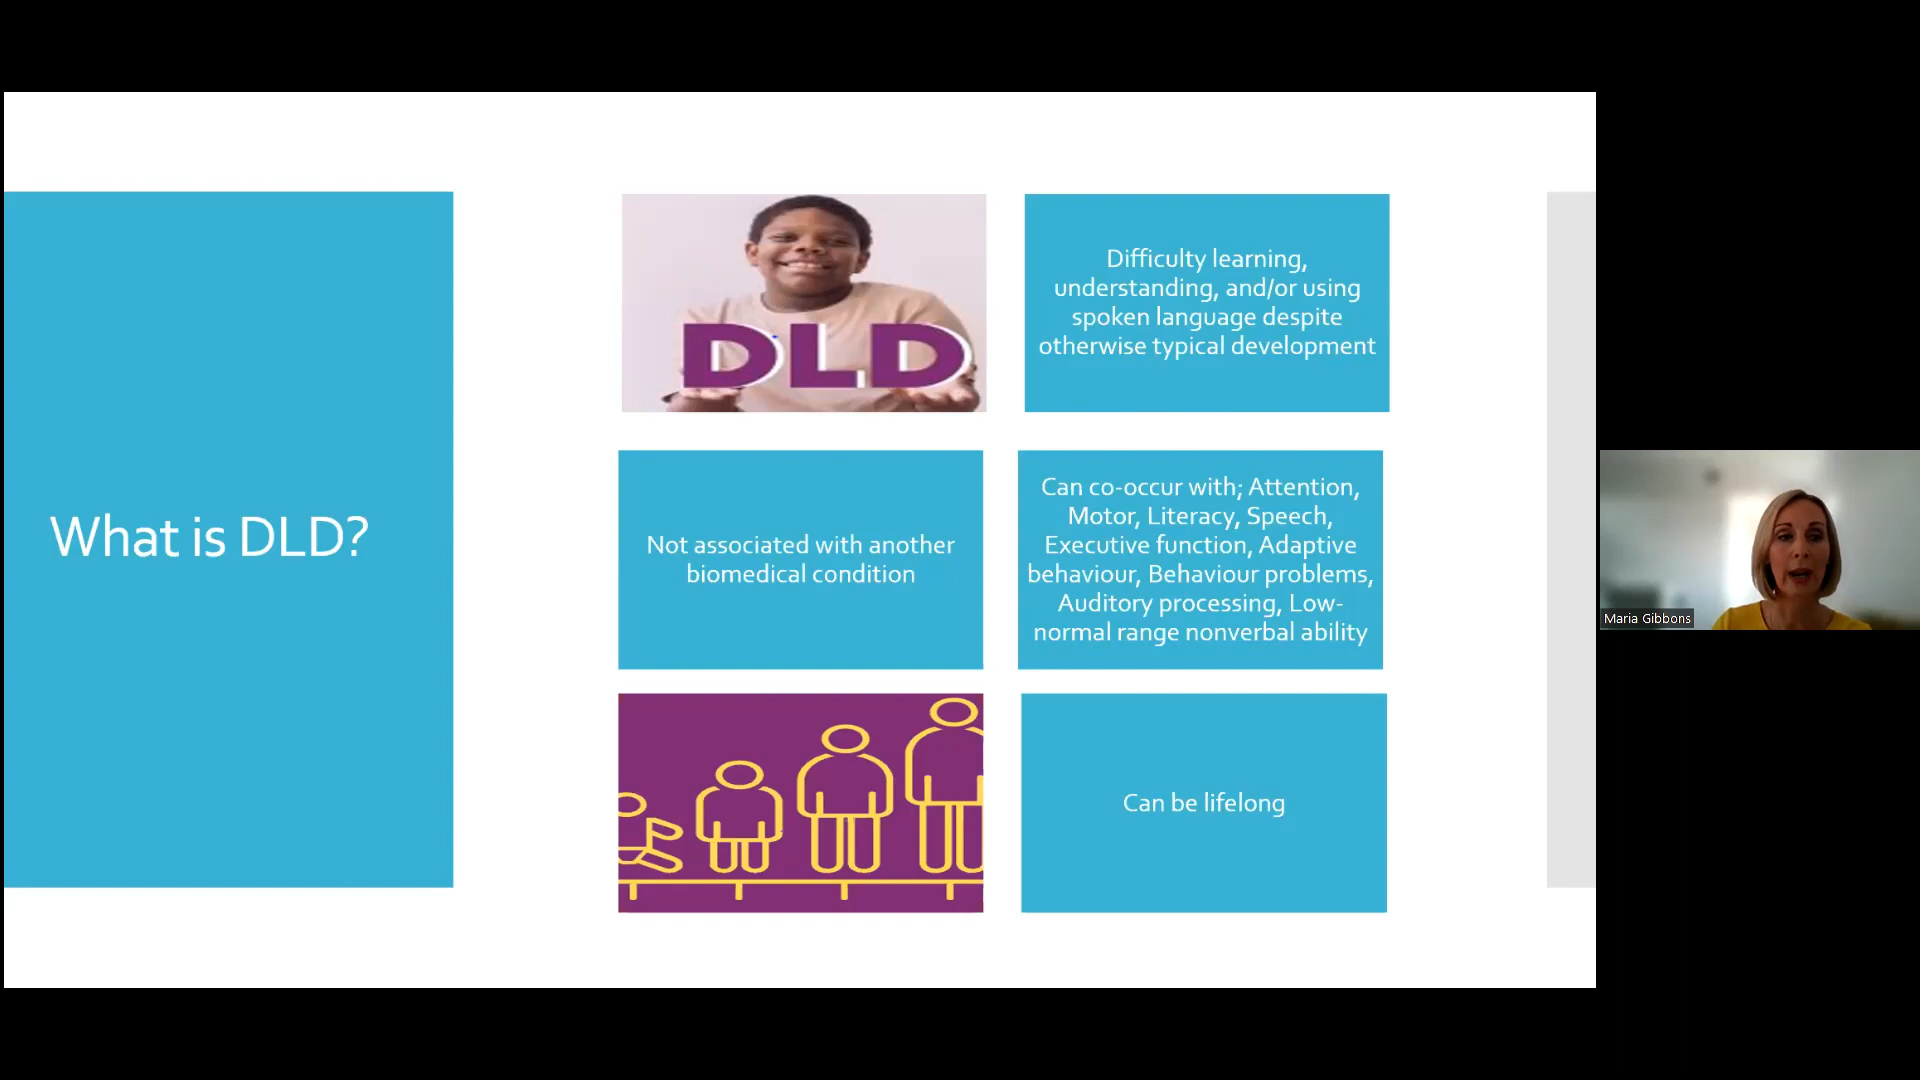 What is DLD?
DLD
Difficulty learning,
understanding, and/or using
spoken language despite
otherwise typical development
Not associated with another
biomedical condition
Can co-occur with; Attention,
Motor, Literacy, Speech,
Executive function, Adaptive
behaviour, Behaviour problems,
Auditory processing, Low-
normal range nonverbal ability
Can be lifelong
Maria Gibbons